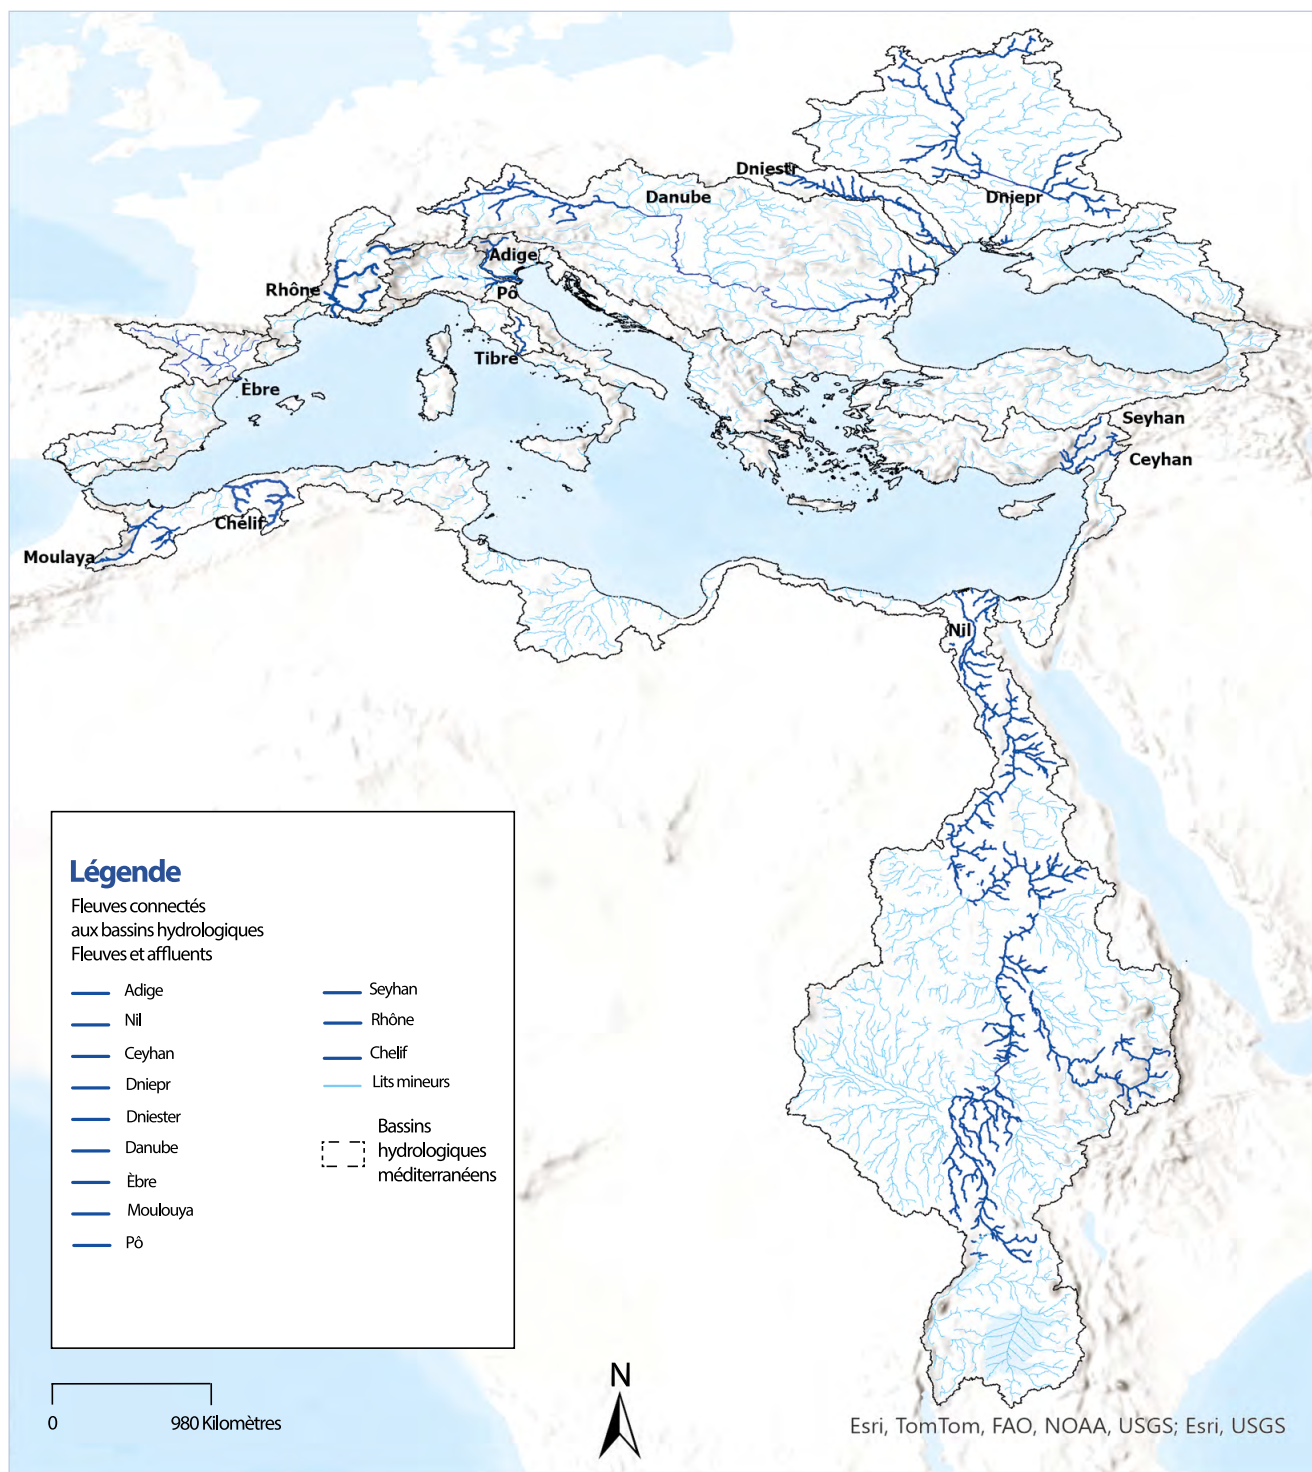 Dniestr
Danube
Dniepr
Adige
Rhône
Pô
Tibre
Èbre
Seyhan
Ceyhan
Chélif
Moulaya
Nil
Légende
Fleuves connectés
aux bassins hydrologiques
Fleuves et affluents
Adige
Nil
Ceyhan
Dniepr
Dniester
Danube
Èbre
Moulouya
Pô
Seyhan
Rhône
Chelif
Lits mineurs
Bassins
hydrologiques
méditerranéens
0
980 Kilomètres
N
Esri, TomTom, FAO, NOAA, USGS; Esri, USGS